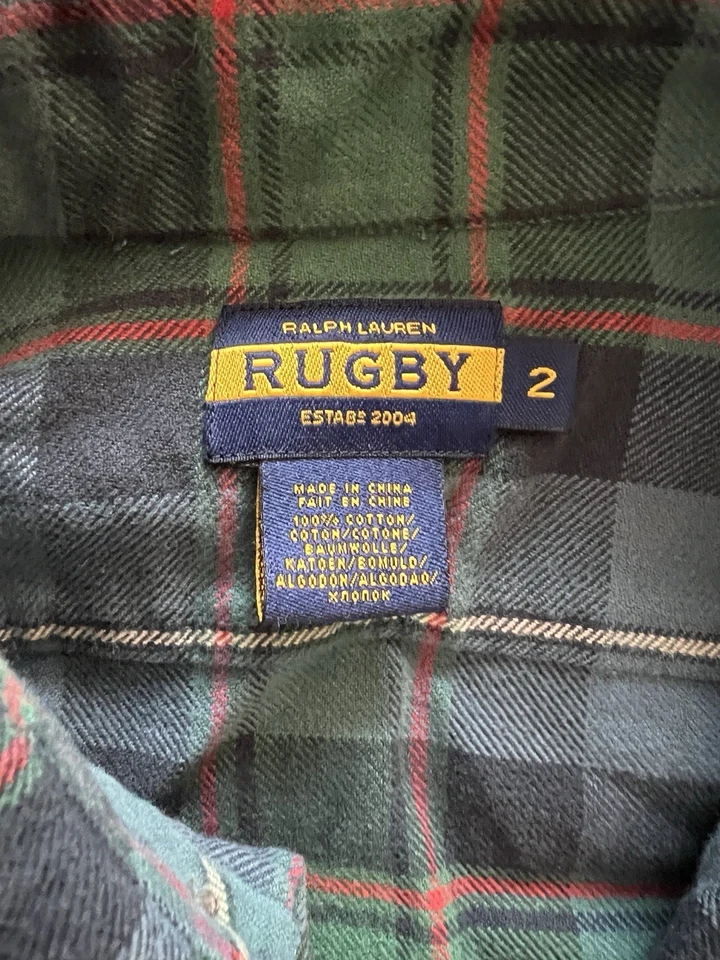 RALPH LAUREN
RUGBY
ESTABS 2004
2
MADE IN CHINA
FAIT EN CHINE
100% COTTON/
COTON/COTONE/
BAUMWOLLE/
KATOEN/BOMULD/
ALGODON/ALGODAO/
хлопок